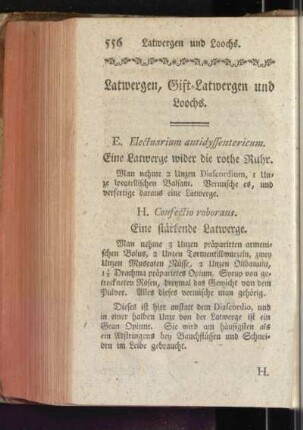 556 Latwergen und Loochs.
Latwergen, Gift-Latwergen und
Loochs.
E. Electuarium antidyssentericum.
Eine Latwerge wider die rothe Ruhr.
Man nehme 2 Unzen Diascordium, 1 Un-
ze Balsam. Vermische es, und
verfertige daraus eine Latwerge.
H. Confectio roborans.
Eine stärkende Latwerge.
Man nehme 3 Unzen präparirten armeni-
schen Bolus, 2 Unzen Tormentillwurzeln, zwey
Unzen Muscaten Nüsse, 2 Unzen Olibanum,
1½ Drachma präparirtes Opium, Syrup von ge-
trockneten Rosen, dreymal das Gewicht von dem
Pulver. Alles dieses vermische man gehörig.
Dieses ist hier anstatt dem Diascordio, und
in einer halben Unze von der Latwerge ist ein
Gran Opium. Sie wird am häufigsten als
ein Adstringens bey Bauchflüssen und Schnei-
den im Leibe gebraucht.
H.